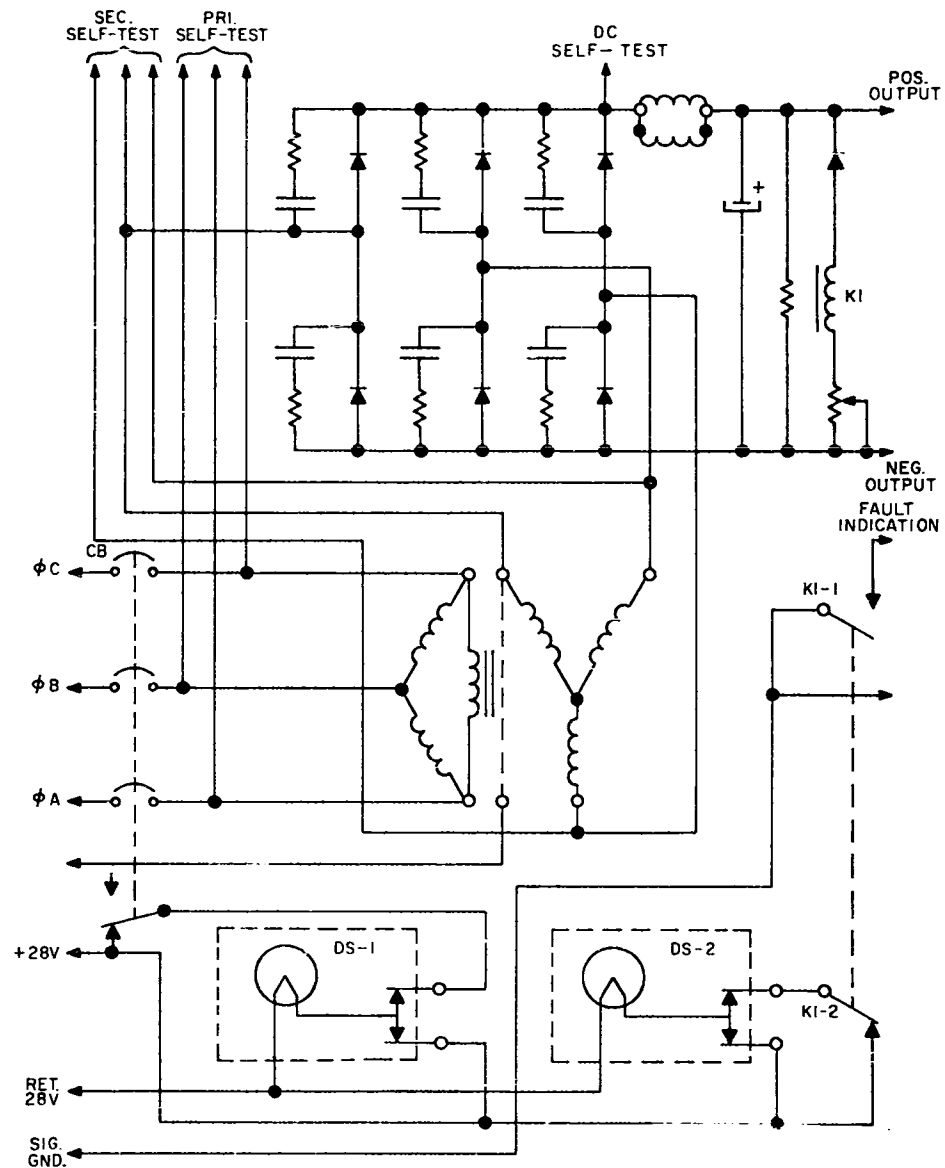 SEC.
SELF-TEST
PRI.
SELF-TEST
DC
SELF-TEST
POS.
OUTPUT
+
K1
NEG.
OUTPUT
FAULT
INDICATION
CB
φC
K1-1
φB
φA
+28V
DS-1
DS-2
K1-2
RET.
28V
SIG.
GND.